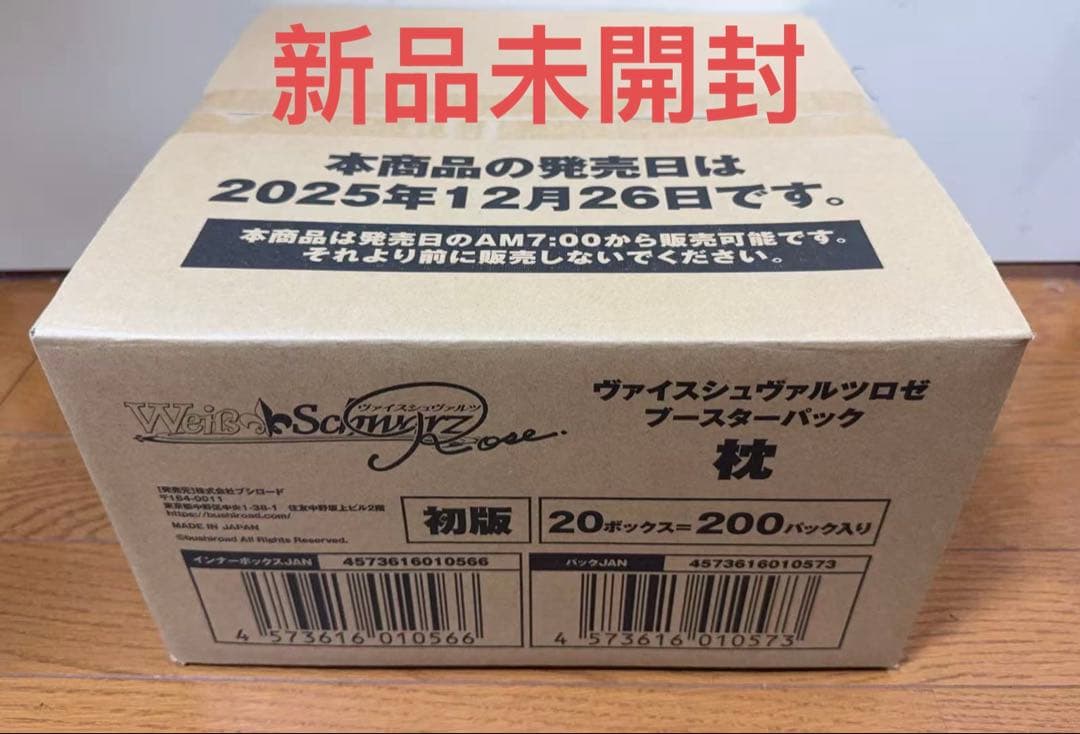 新品未開封
本商品の発売日は
2025年12月26日です。
本商品は発売日のAM7:00から販売可能です。
それより前に販売しないでください。
ヴァイスシュヴァルツ
Weiß Schwarz
Rose.
ヴァイスシュヴァルツロゼ
ブースターパック
枕
[発売元]株式会社ブシロード
〒164-0011
東京都中野区中央1-38-1 住友中野坂上ビル2階
https://bushiroad.com/
MADE IN JAPAN
©bushiroad All Rights Reserved.
初版
20ボックス=200パック入り
インナーボックスJAN 4573616010566
4 573616 010566
パックJAN 4573616010573
4 573616 010573